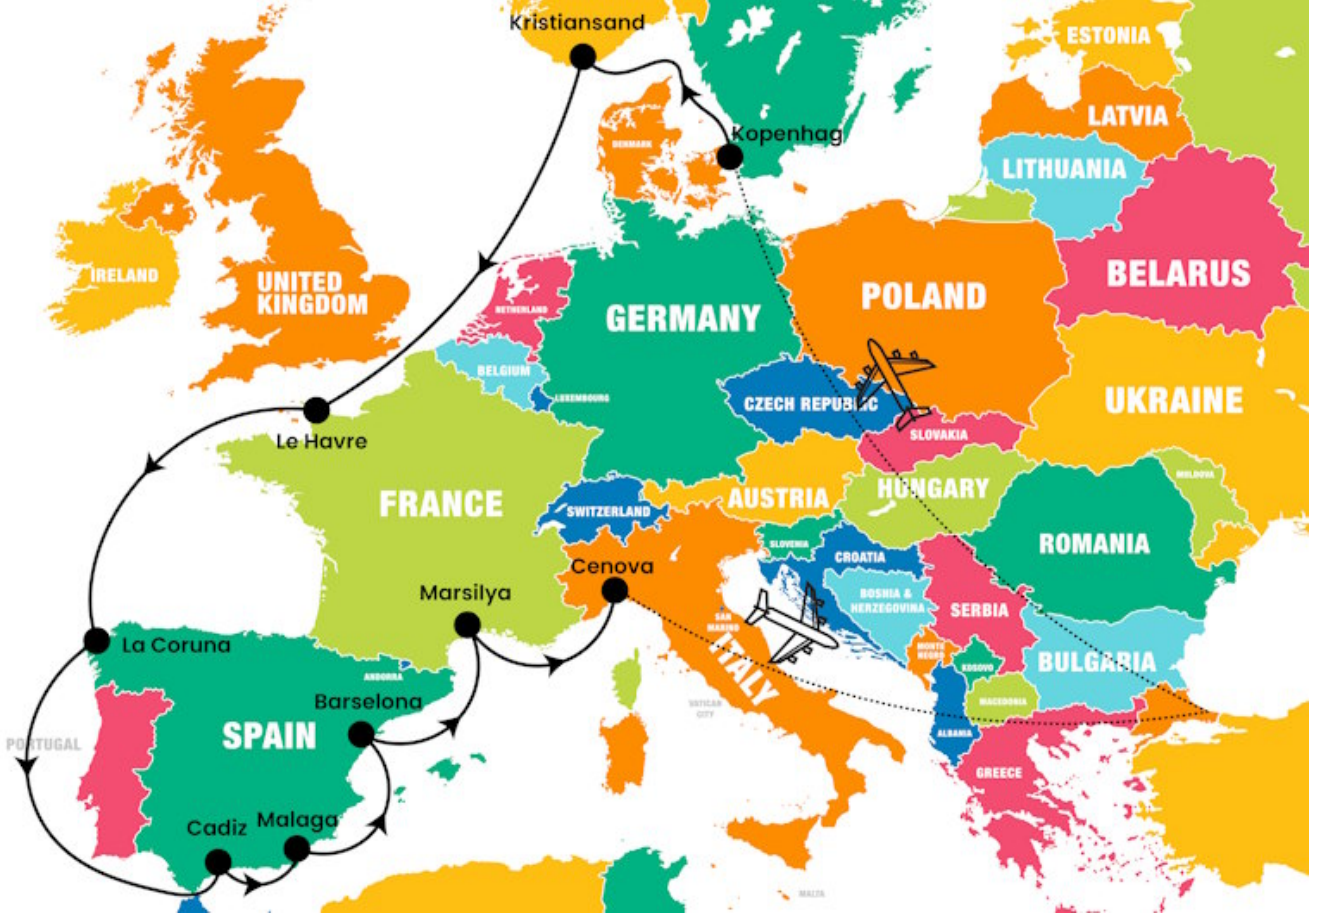 Kristiansand
ESTONIA
LATVIA
Kopenhag
DENMARK
LITHUANIA
IRELAND
UNITED
KINGDOM
BELARUS
POLAND
NETHERLAND
GERMANY
BELGIUM
LUXEMBOURG
CZECH REPUBLIC
UKRAINE
SLOVAKIA
Le Havre
MOLDOVA
FRANCE
SWITZERLAND
AUSTRIA
HUNGARY
ROMANIA
SLOVENIA
CROATIA
Cenova
Marsilya
BOSNIA &
HERZEGOVINA
SERBIA
SAN
MARINO
La Coruna
MONTE
NEGRO
KOSOVO
BULGARIA
ITALY
ANDORRA
Barselona
VATICAN
CITY
MACEDONIA
PORTUGAL
SPAIN
ALBANIA
GREECE
Cadiz
Malaga
MALTA